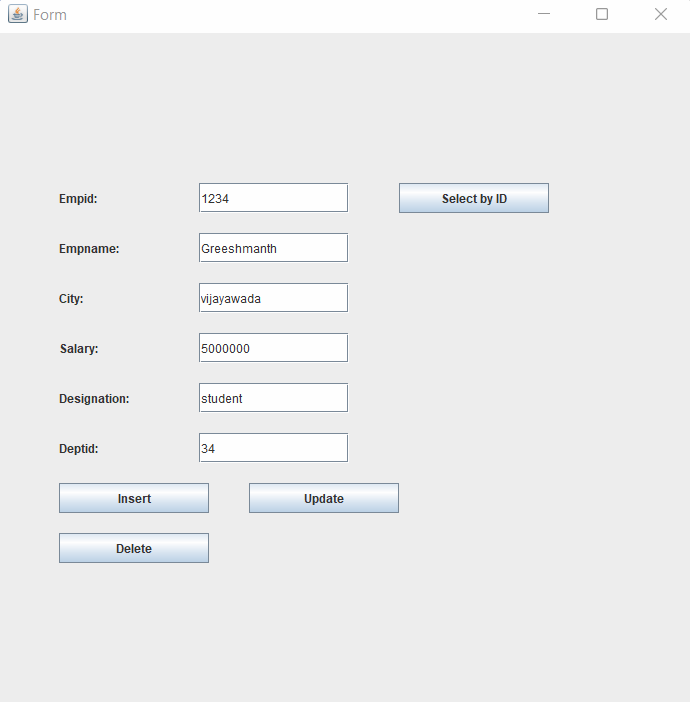 Form
Empid: 1234 Select by ID
Empname: Greeshmanth
City: vijayawada
Salary: 5000000
Designation: student
Deptid: 34
Insert Update
Delete